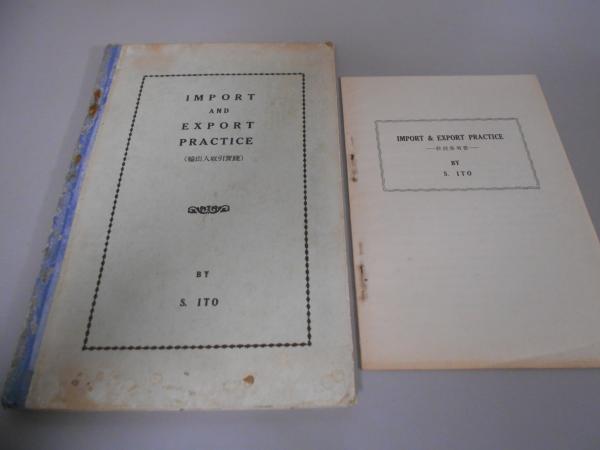 IMPORT
AND
EXPORT
PRACTICE
(輸出入取引實踐)
BY
S. ITO
IMPORT & EXPORT PRACTICE
BY
S. ITO